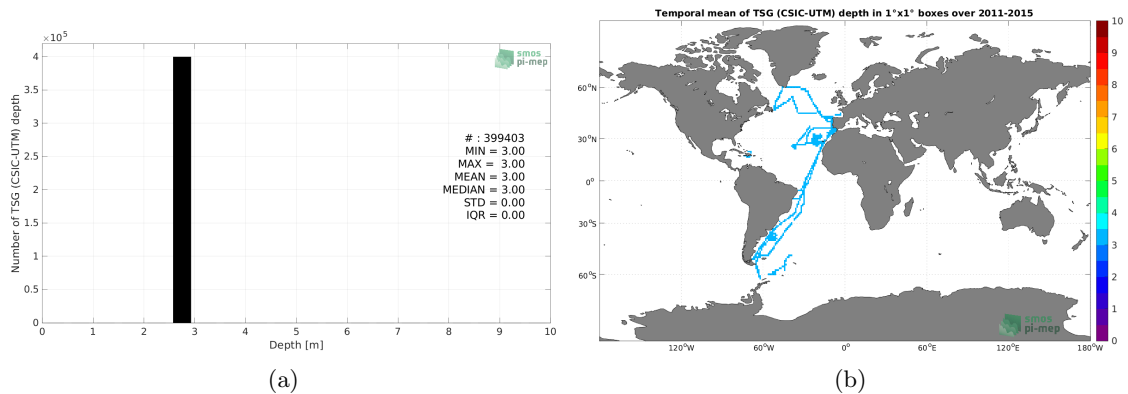 ×10⁵
4
3.5
3
2.5
2
1.5
1
0.5
0
0 1 2 3 4 5 6 7 8 9 10
Depth [m]
Number of TSG (CSIC-UTM) depth
smos
pi-mep
# : 399403
MIN = 3.00
MAX = 3.00
MEAN = 3.00
MEDIAN = 3.00
STD = 0.00
IQR = 0.00
(a)
Temporal mean of TSG (CSIC-UTM) depth in 1°x1° boxes over 2011-2015
60°N
30°N
0°
30°S
60°S
120°W 60°W 0° 60°E 120°E 180°W
smos
pi-mep
10
9
8
7
6
5
4
3
2
1
0
(b)